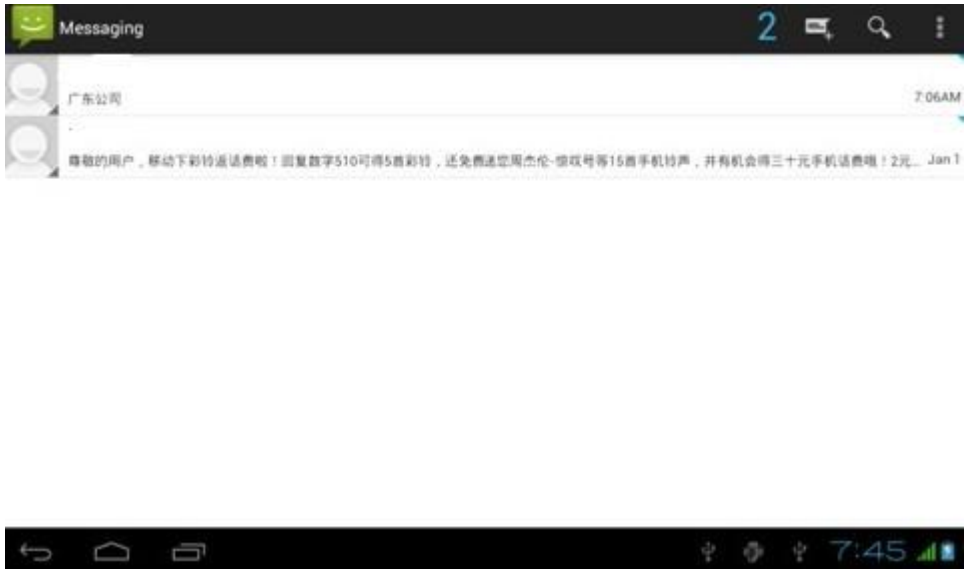 Messaging
2
广东公司
7:06AM
尊敬的用户，移动下彩铃返话费啦！回复数字510可得5首彩铃，还免费送您周杰伦-惊叹号等15首手机铃声，并有机会得三十元手机话费哦！2元...
Jan 1
7:45